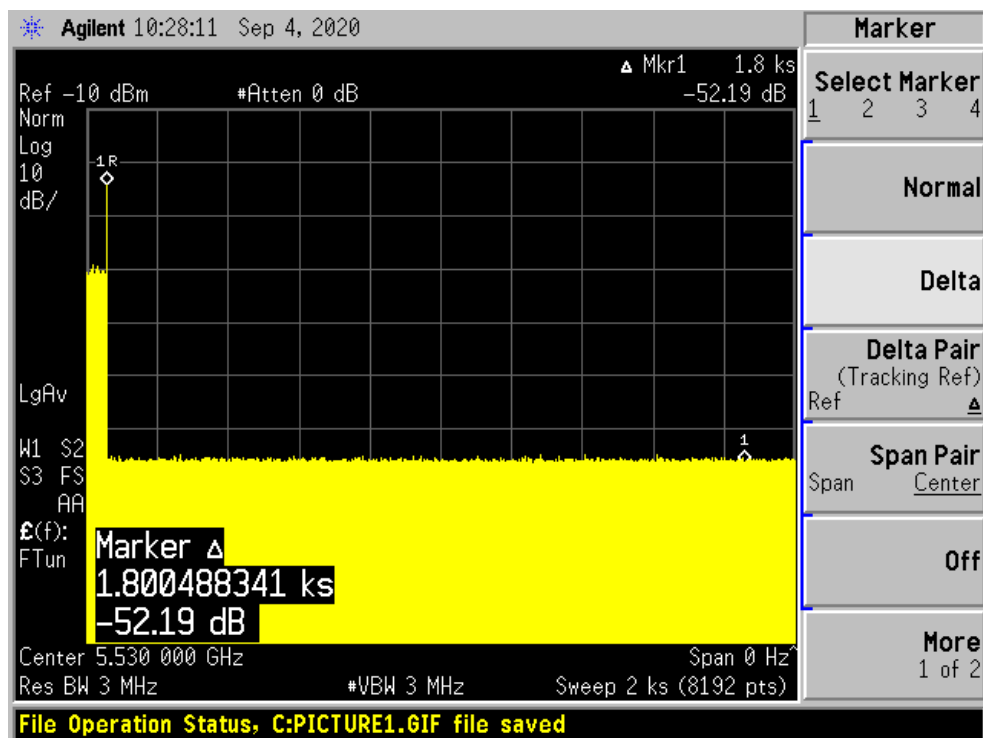 Agilent 10:28:11 Sep 4, 2020
Marker
▵ Mkr1 1.8 ks
Ref -10 dBm #Atten 0 dB -52.19 dB
Norm
Log
10
dB/
1R
LgAv
1
W1 S2
S3 FS
AA
£(f):
FTun
Marker ▵
1.800488341 ks
-52.19 dB
Center 5.530 000 GHz Span 0 Hz^
Res BW 3 MHz #VBW 3 MHz Sweep 2 ks (8192 pts)
Select Marker
1 2 3 4
Normal
Delta
Delta Pair
(Tracking Ref)
Ref ▵
Span Pair
Span Center
Off
More
1 of 2
File Operation Status, C:PICTURE1.GIF file saved